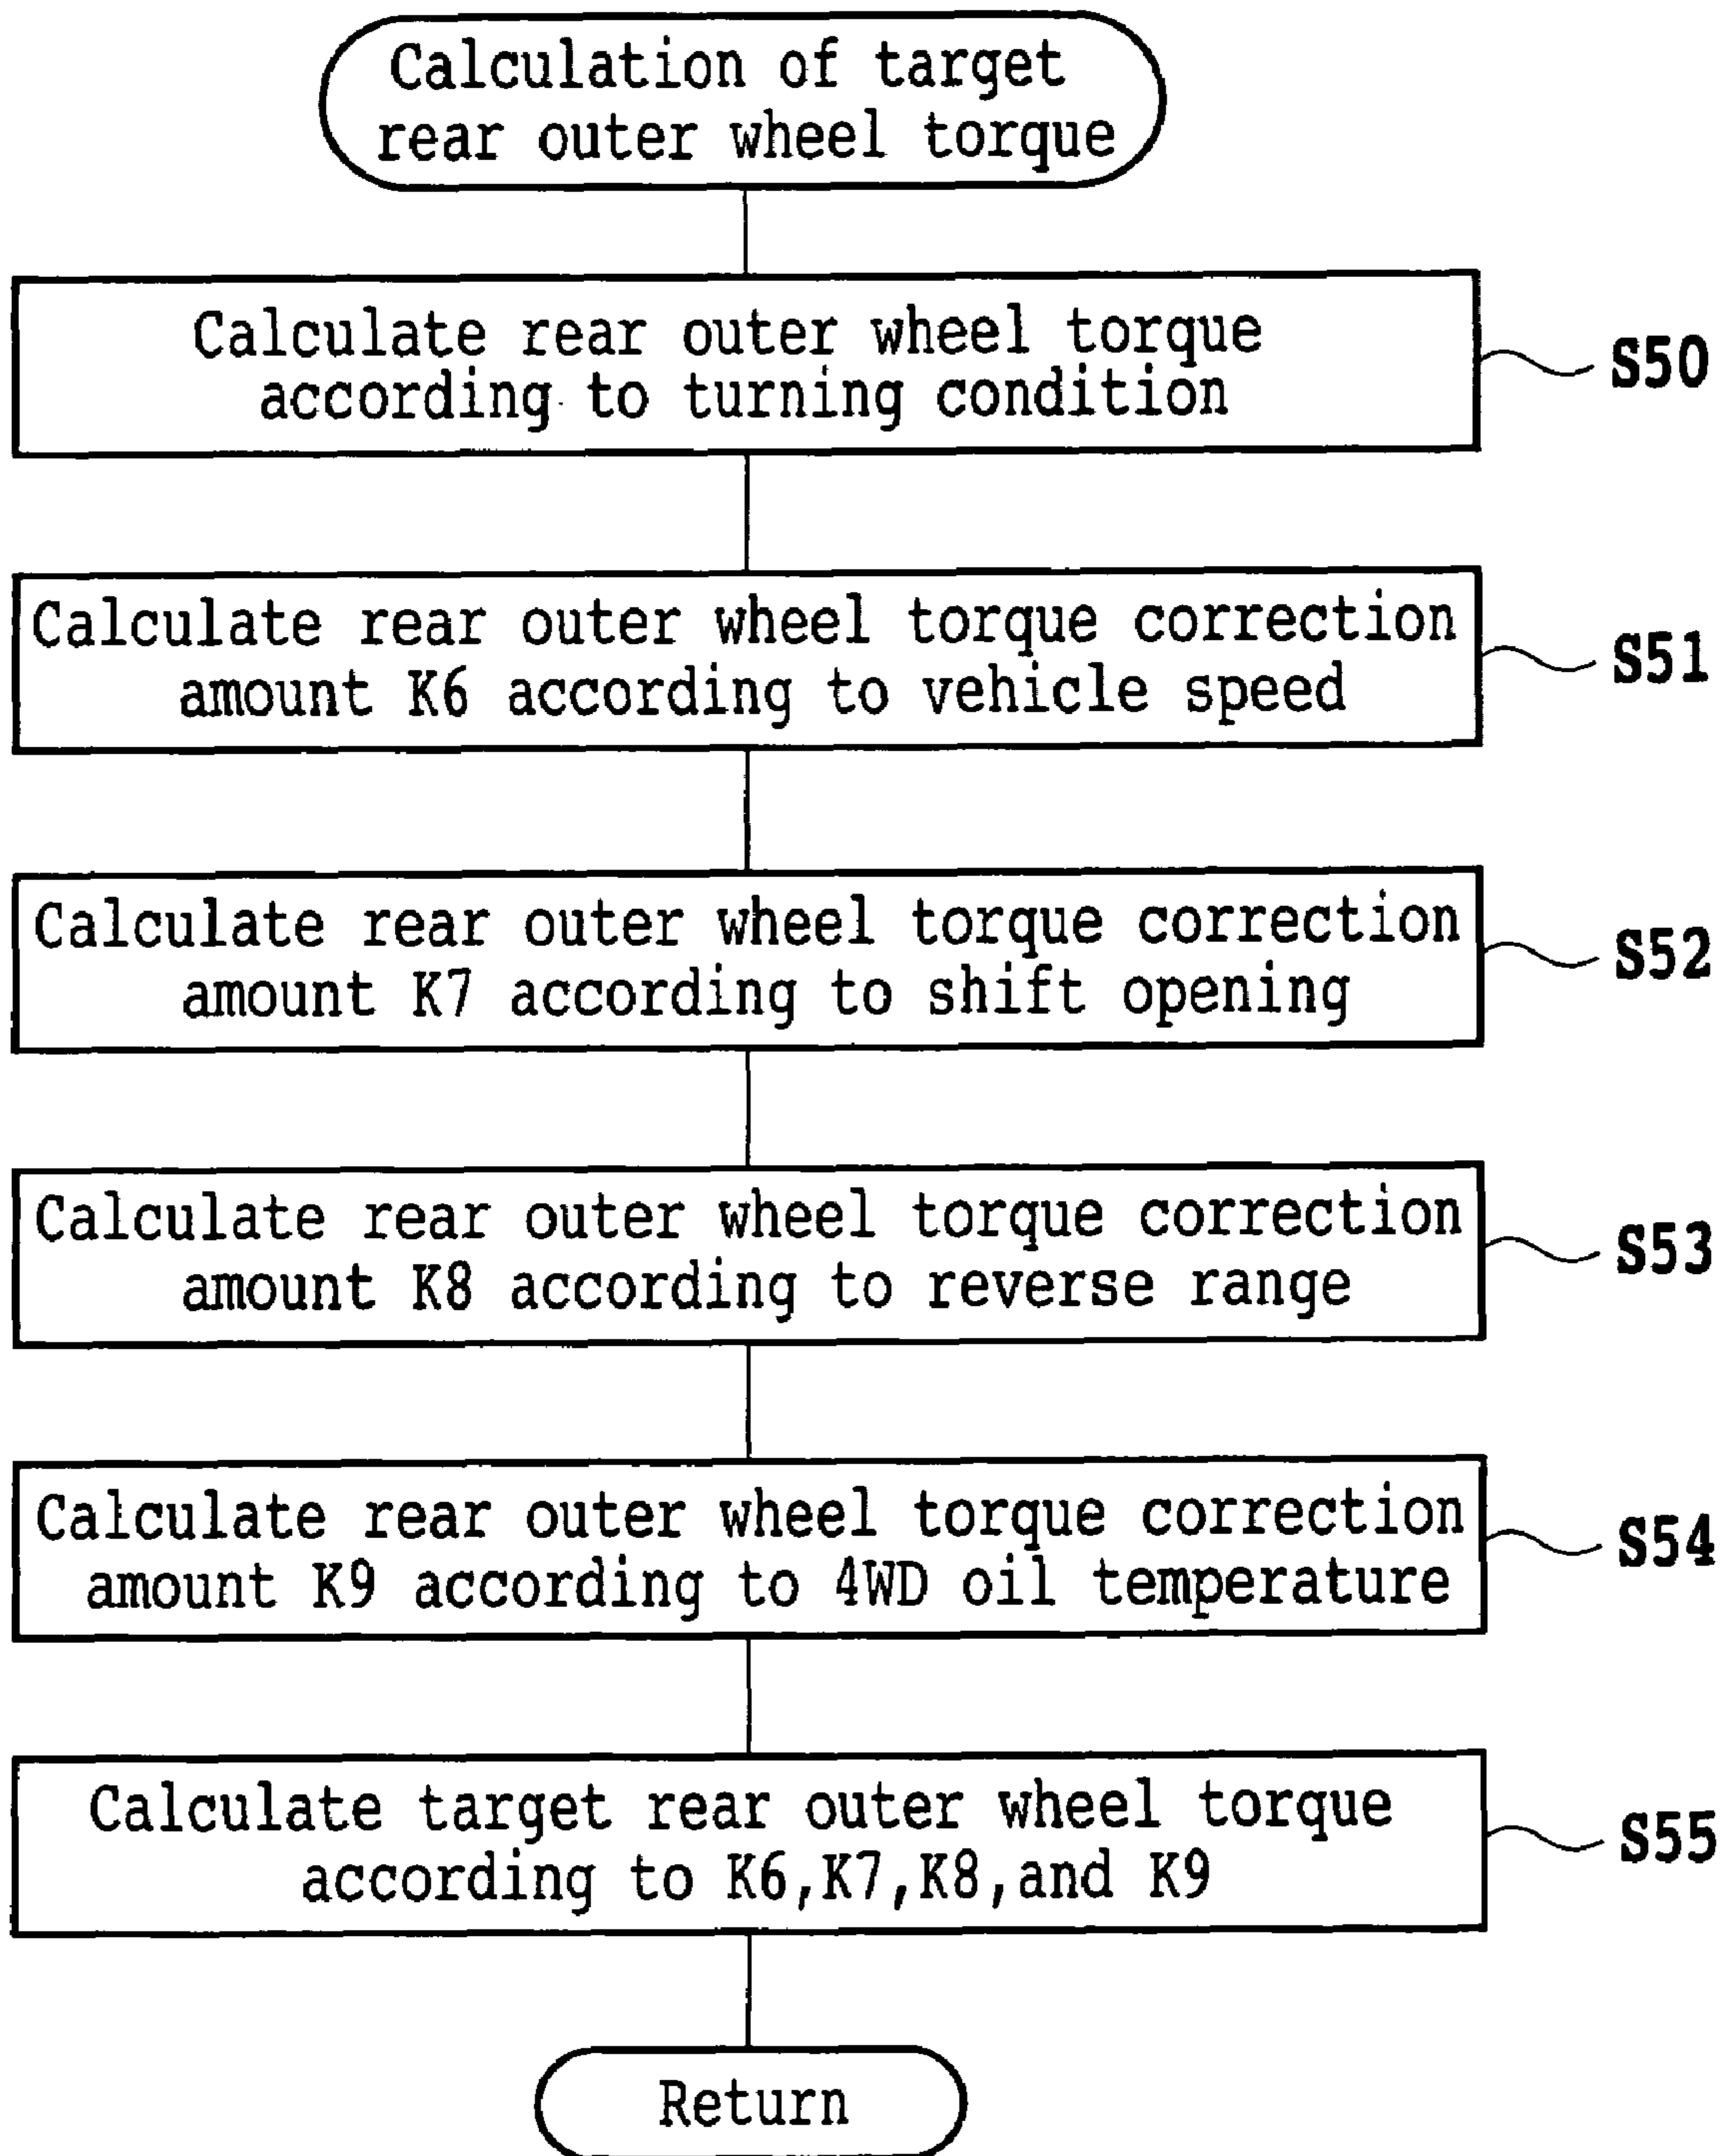 Calculation of target
rear outer wheel torque
Calculate rear outer wheel torque
according to turning condition
S50
Calculate rear outer wheel torque correction
amount K6 according to vehicle speed
S51
Calculate rear outer wheel torque correction
amount K7 according to shift opening
S52
Calculate rear outer wheel torque correction
amount K8 according to reverse range
S53
Calculate rear outer wheel torque correction
amount K9 according to 4WD oil temperature
S54
Calculate target rear outer wheel torque
according to K6,K7,K8,and K9
S55
Return